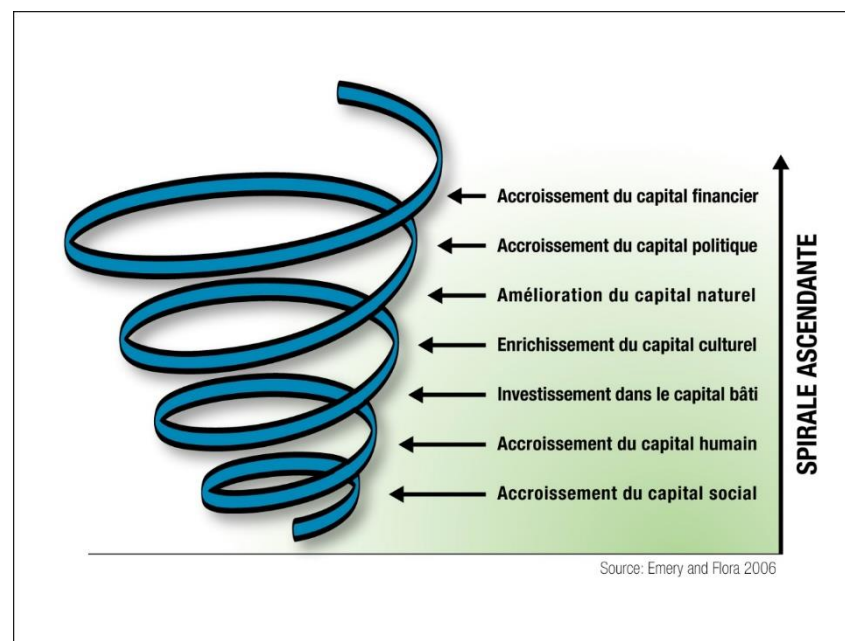 Accroissement du capital financier
Accroissement du capital politique
Amélioration du capital naturel
Enrichissement du capital culturel
Investissement dans le capital bâti
Accroissement du capital humain
Accroissement du capital social
SPIRALE ASCENDANTE
Source: Emery and Flora 2006